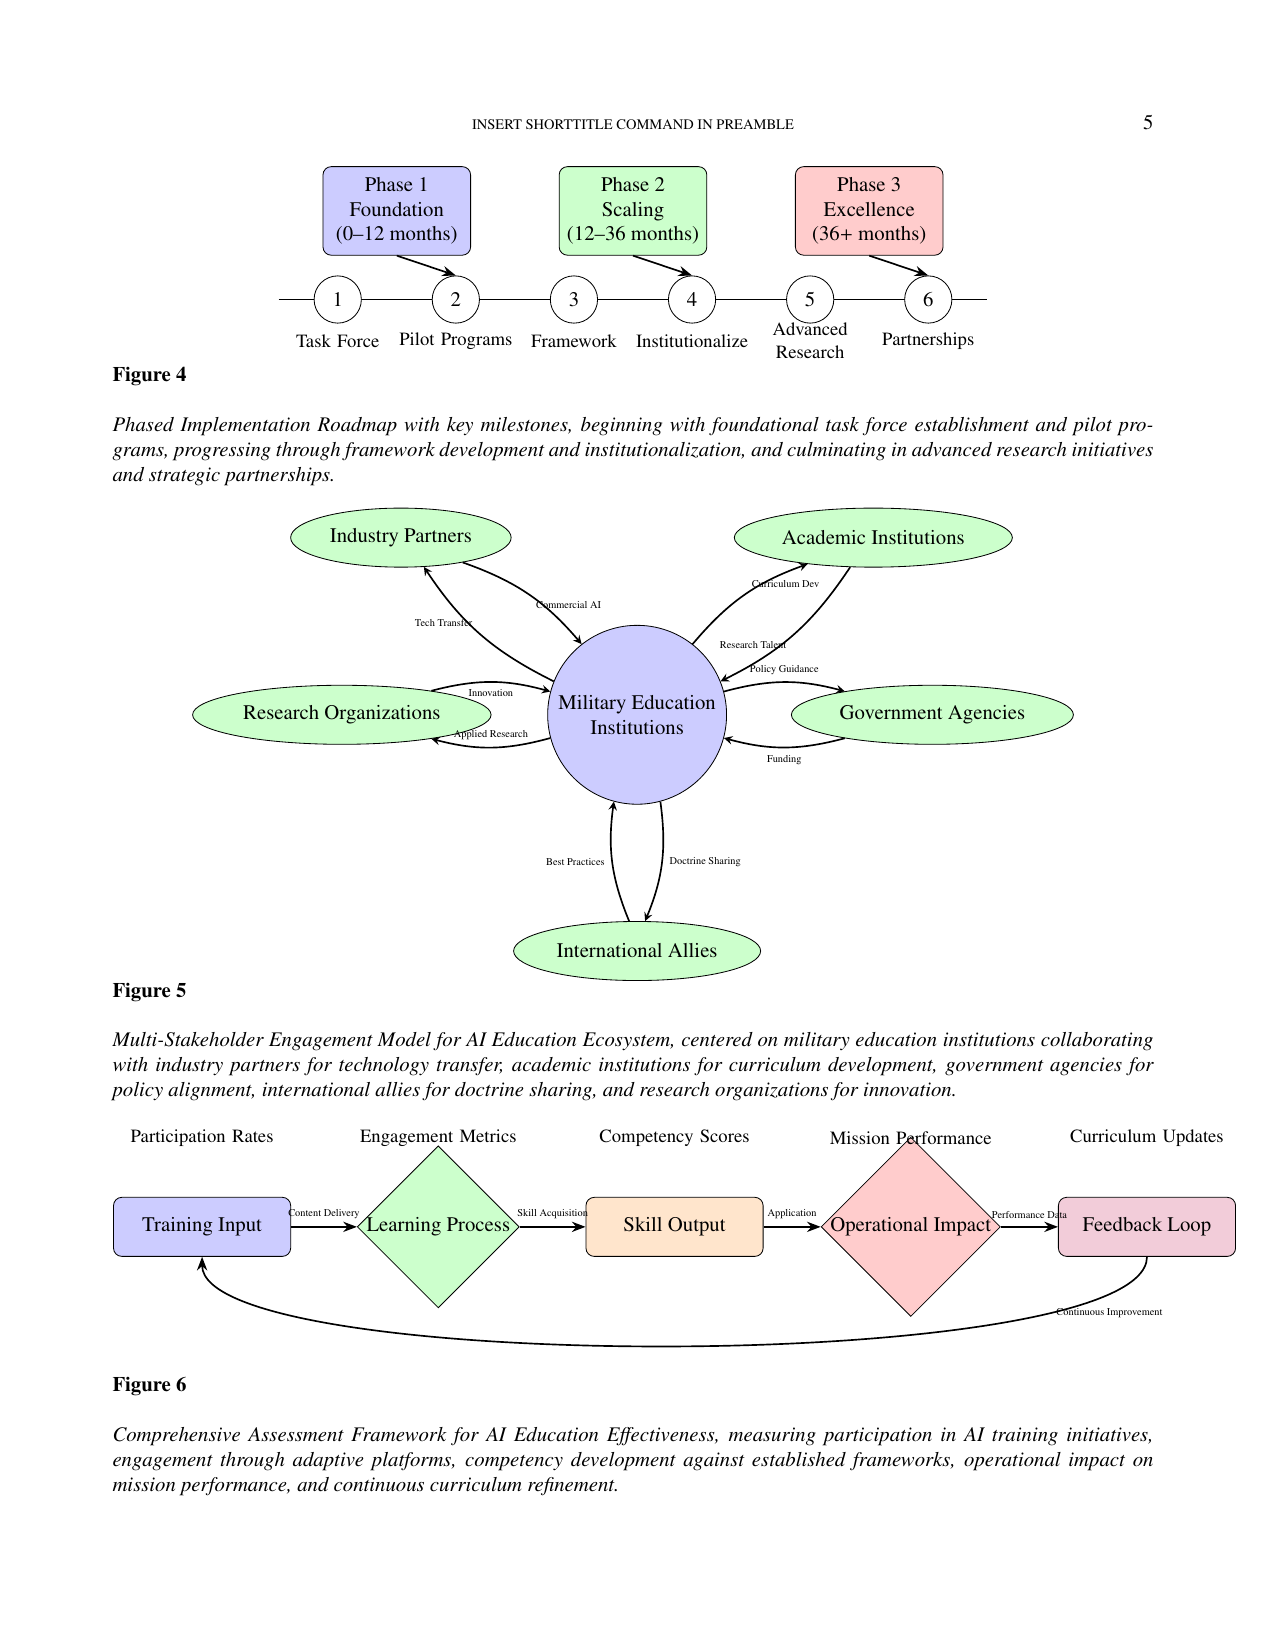 INSERT SHORTTITLE COMMAND IN PREAMBLE
5
Phase 1
Foundation
(0–12 months)
Phase 2
Scaling
(12–36 months)
Phase 3
Excellence
(36+ months)
1
2
3
4
5
6
Task Force
Pilot Programs
Framework
Institutionalize
Advanced
Research
Partnerships
Figure 4
Phased Implementation Roadmap with key milestones, beginning with foundational task force establishment and pilot pro-
grams, progressing through framework development and institutionalization, and culminating in advanced research initiatives
and strategic partnerships.
Industry Partners
Academic Institutions
Curriculum Dev
Commercial AI
Tech Transfer
Research Talent
Policy Guidance
Military Education
Institutions
Innovation
Research Organizations
Government Agencies
Applied Research
Funding
Best Practices
Doctrine Sharing
International Allies
Figure 5
Multi-Stakeholder Engagement Model for AI Education Ecosystem, centered on military education institutions collaborating
with industry partners for technology transfer, academic institutions for curriculum development, government agencies for
policy alignment, international allies for doctrine sharing, and research organizations for innovation.
Participation Rates
Engagement Metrics
Competency Scores
Mission Performance
Curriculum Updates
Training Input
Content Delivery
Learning Process
Skill Acquisition
Skill Output
Application
Operational Impact
Performance Data
Feedback Loop
Continuous Improvement
Figure 6
Comprehensive Assessment Framework for AI Education Effectiveness, measuring participation in AI training initiatives,
engagement through adaptive platforms, competency development against established frameworks, operational impact on
mission performance, and continuous curriculum refinement.